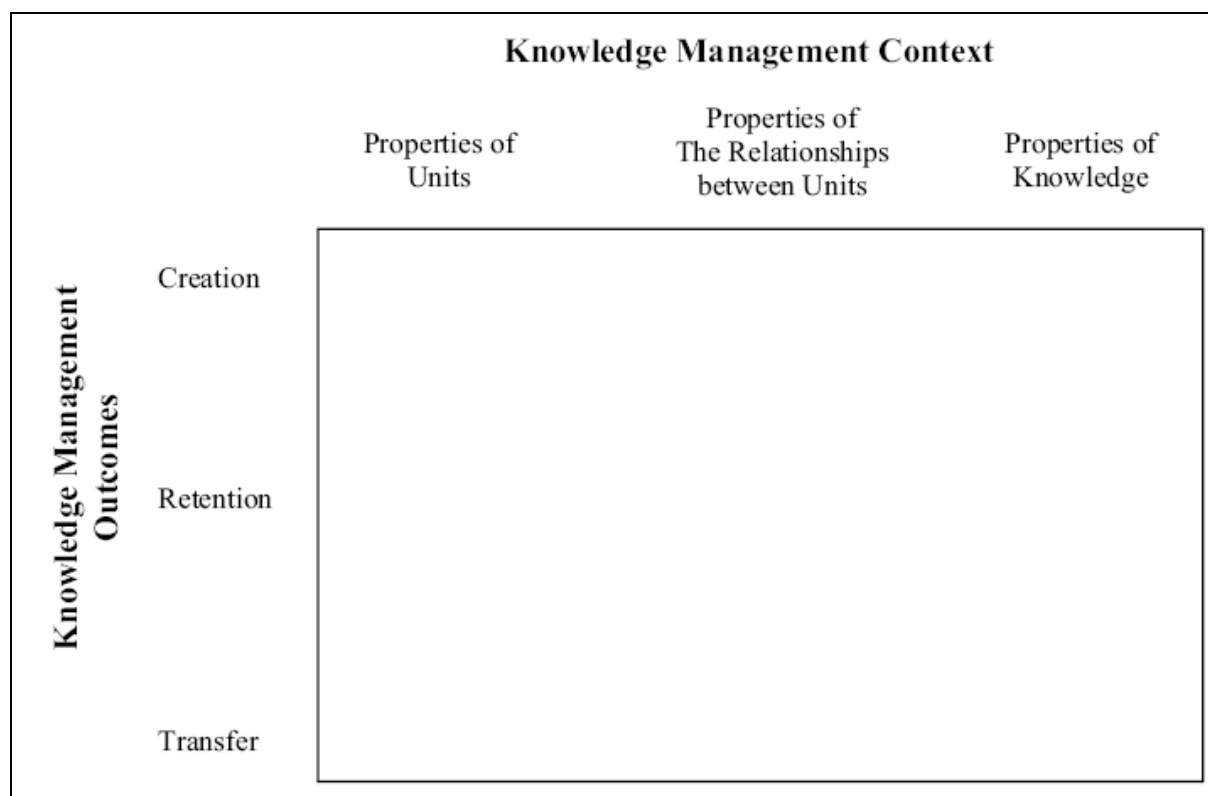 Knowledge Management Context
Properties of
Units
Properties of
The Relationships
between Units
Properties of
Knowledge
Knowledge Management
Outcomes
Creation
Retention
Transfer